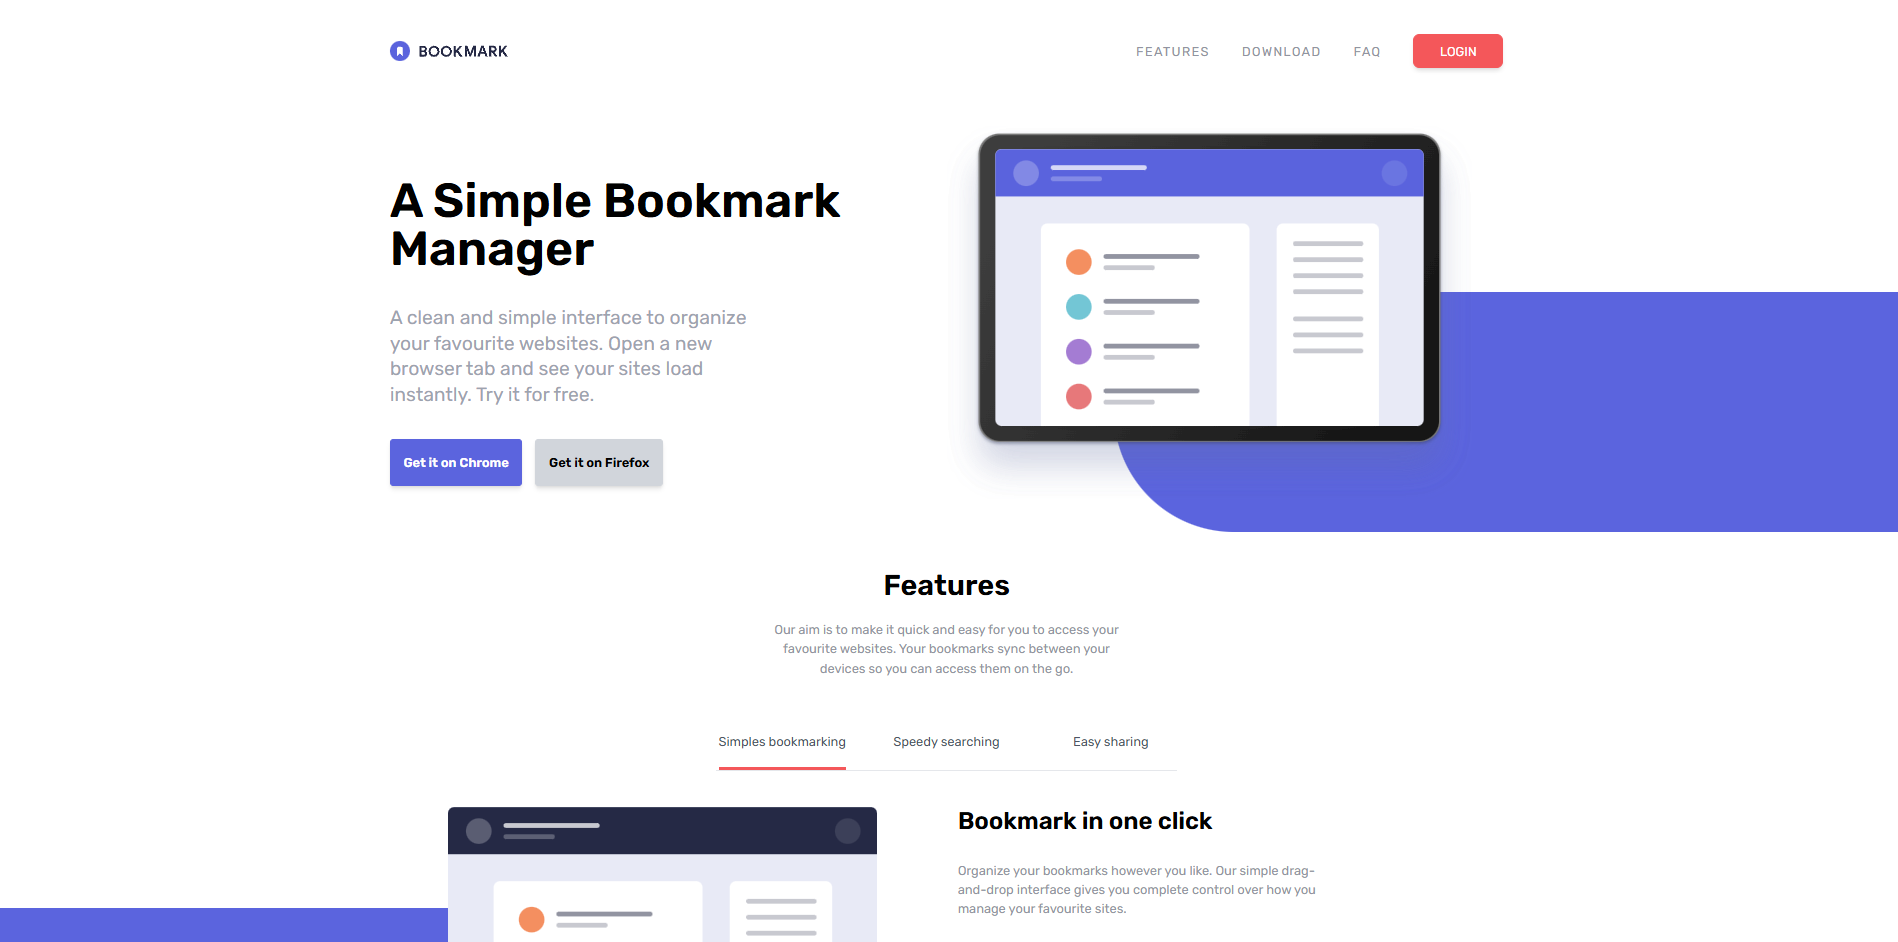 BOOKMARK
FEATURES
DOWNLOAD
FAQ
LOGIN
A Simple Bookmark
Manager
A clean and simple interface to organize
your favourite websites. Open a new
browser tab and see your sites load
instantly. Try it for free.
Get it on Chrome
Get it on Firefox
Features
Our aim is to make it quick and easy for you to access your
favourite websites. Your bookmarks sync between your
devices so you can access them on the go.
Simples bookmarking
Speedy searching
Easy sharing
Bookmark in one click
Organize your bookmarks however you like. Our simple drag-
and-drop interface gives you complete control over how you
manage your favourite sites.